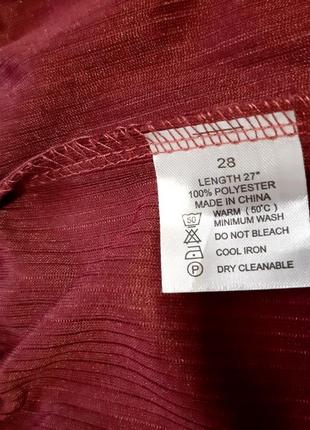 28
LENGTH 27"
100% POLYESTER
MADE IN CHINA
50 WARM (50°C)
MINIMUM WASH
DO NOT BLEACH
COOL IRON
P DRY CLEANABLE